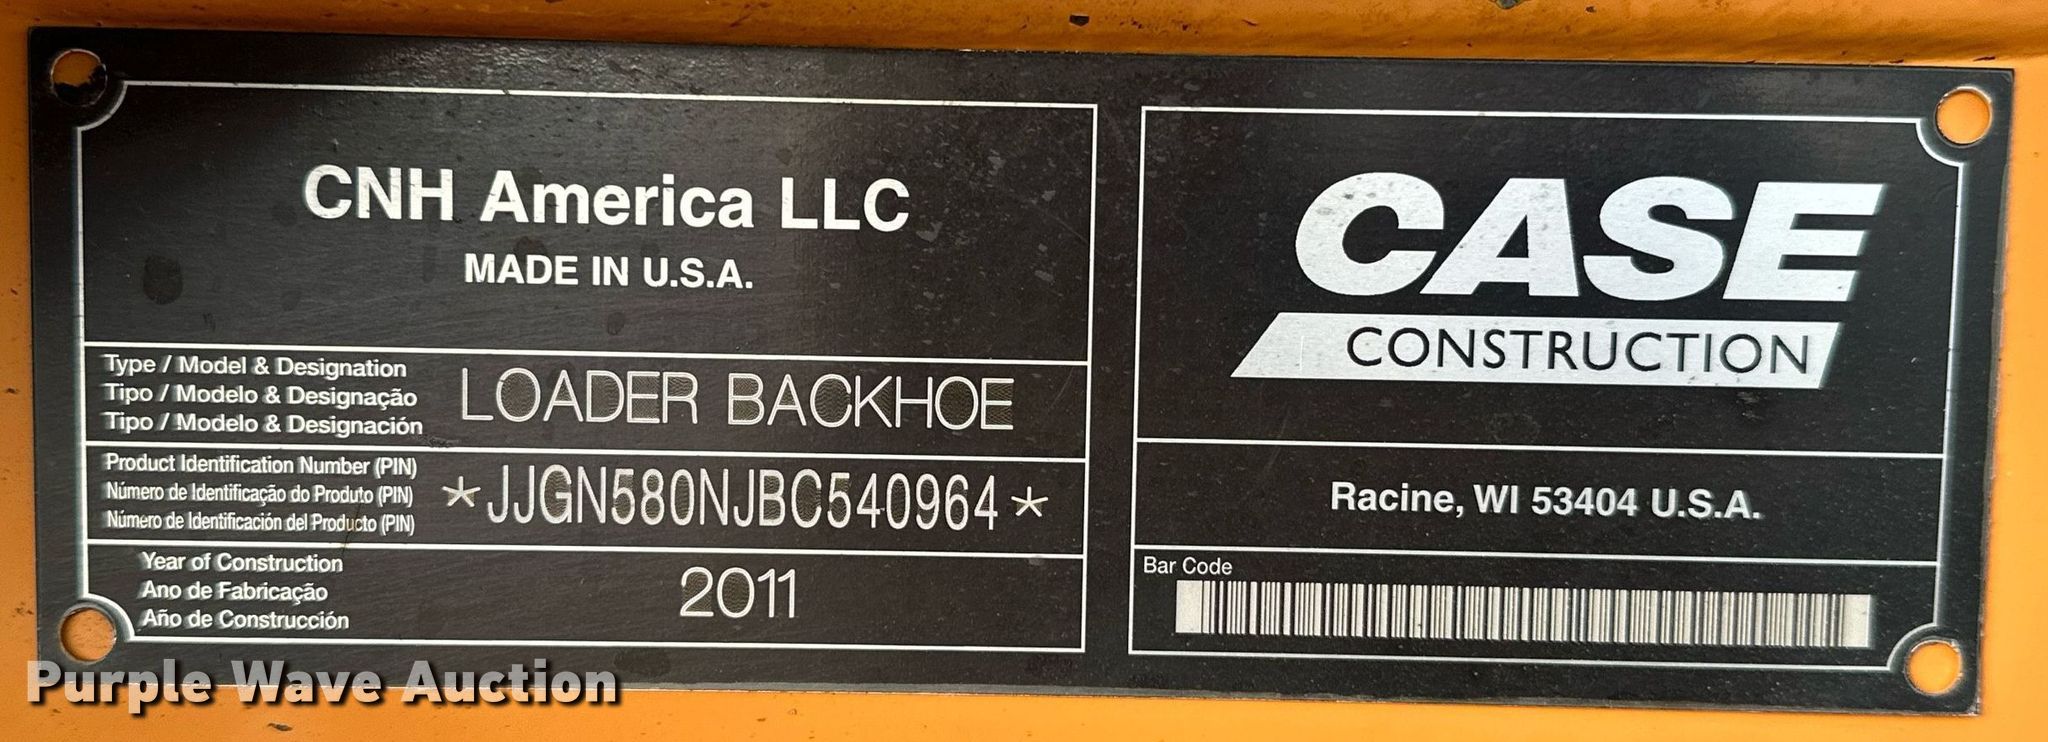 CNH America LLC
MADE IN U.S.A.
Type / Model & Designation
Tipo / Modelo & Designação
Tipo / Modelo & Designación
LOADER BACKHOE
Product Identification Number (PIN)
Número de Identificação do Produto (PIN)
Número de Identificación del Producto (PIN)
*JJGN580NJBC540964*
Year of Construction
Ano de Fabricação
Año de Construcción
2011
CASE
CONSTRUCTION
Racine, WI 53404 U.S.A.
Bar Code
Purple Wave Auction